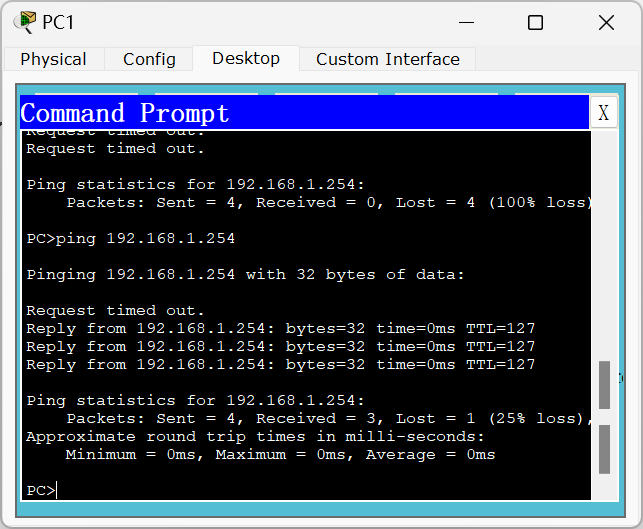 PC1
Physical Config Desktop Custom Interface
Command Prompt X
Request timed out.
Request timed out.
Ping statistics for 192.168.1.254:
Packets: Sent = 4, Received = 0, Lost = 4 (100% loss)
PC>ping 192.168.1.254
Pinging 192.168.1.254 with 32 bytes of data:
Request timed out.
Reply from 192.168.1.254: bytes=32 time=0ms TTL=127
Reply from 192.168.1.254: bytes=32 time=0ms TTL=127
Reply from 192.168.1.254: bytes=32 time=0ms TTL=127
Ping statistics for 192.168.1.254:
Packets: Sent = 4, Received = 3, Lost = 1 (25% loss),
Approximate round trip times in milli-seconds:
Minimum = 0ms, Maximum = 0ms, Average = 0ms
PC>